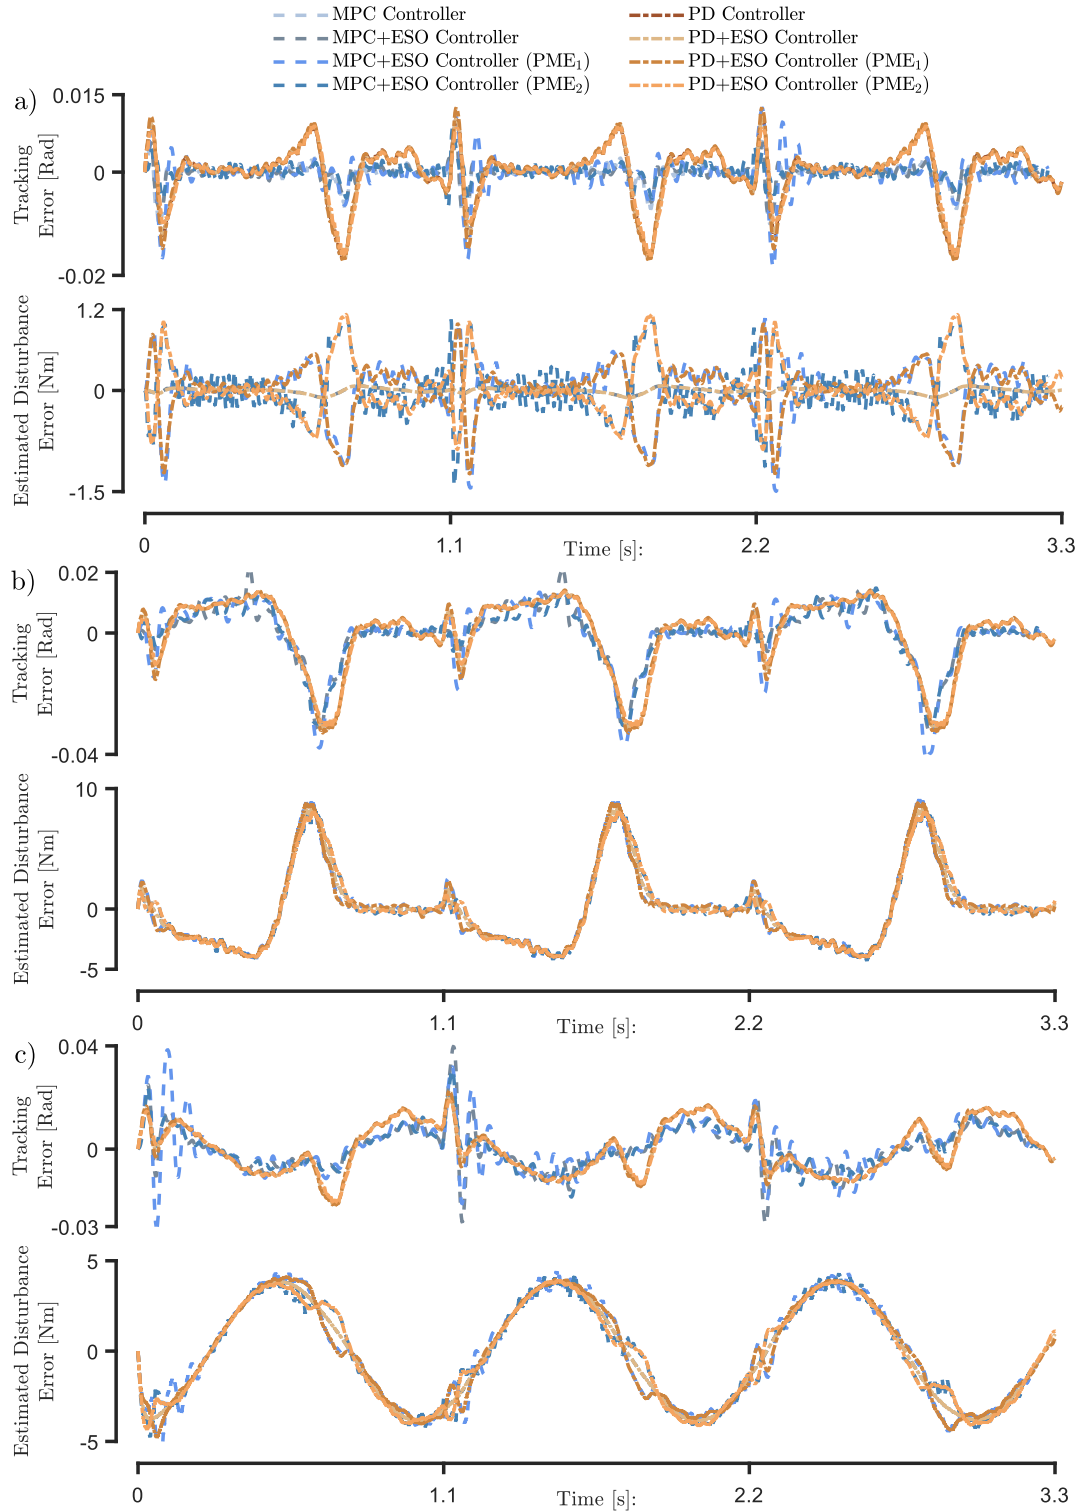 MPC Controller
PD Controller
MPC+ESO Controller
PD+ESO Controller
MPC+ESO Controller (PME₁)
PD+ESO Controller (PME₁)
MPC+ESO Controller (PME₂)
PD+ESO Controller (PME₂)
a)
0.015
0
-0.02
Tracking
Error [Rad]
1.2
0
-1.5
Estimated Disturbance
Error [Nm]
0
1.1
2.2
3.3
Time [s]:
b)
0.02
0
-0.04
Tracking
Error [Rad]
10
0
-5
Estimated Disturbance
Error [Nm]
0
1.1
2.2
3.3
Time [s]:
c)
0.04
0
-0.03
Tracking
Error [Rad]
5
0
-5
Estimated Disturbance
Error [Nm]
0
1.1
2.2
3.3
Time [s]: